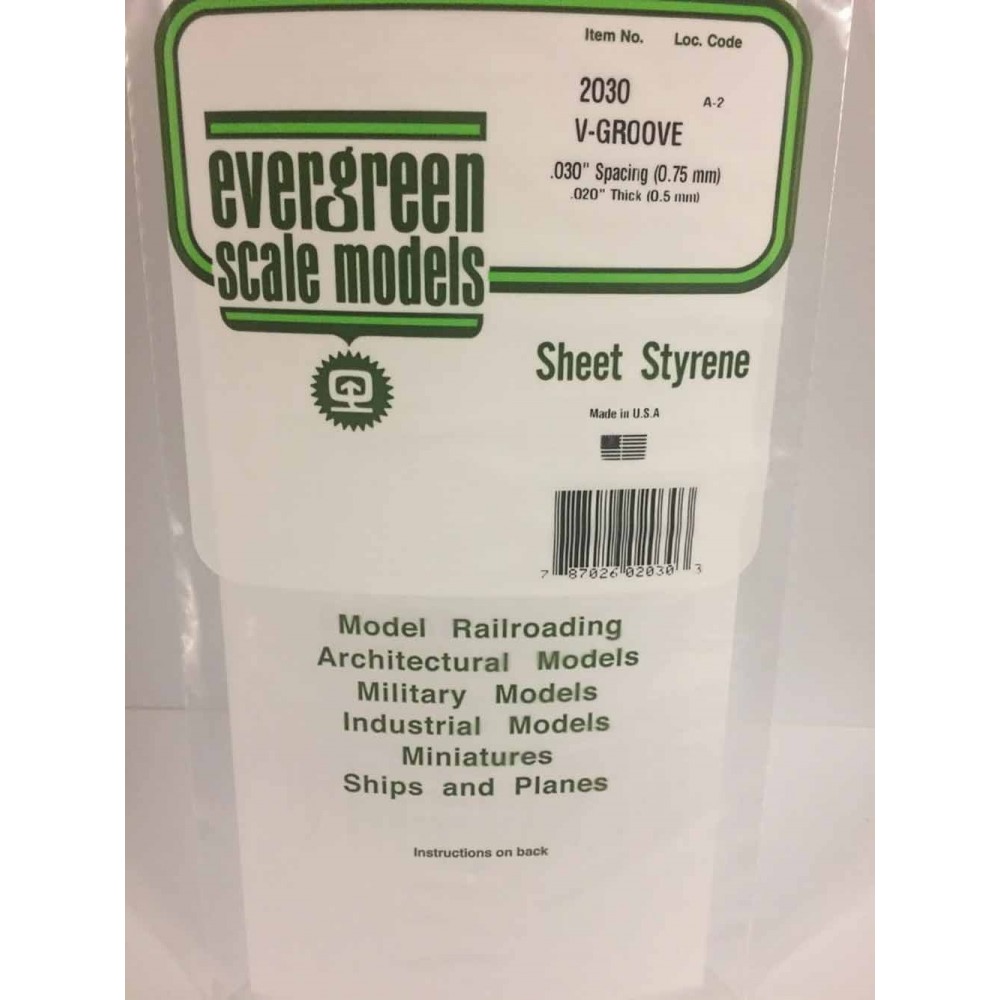 Item No. Loc. Code
2030 A-2
V-GROOVE
.030" Spacing (0.75 mm)
.020" Thick (0.5 mm)
evergreen
scale models
Sheet Styrene
Made in U.S.A
7 87026 02030 3
Model Railroading
Architectural Models
Military Models
Industrial Models
Miniatures
Ships and Planes
Instructions on back